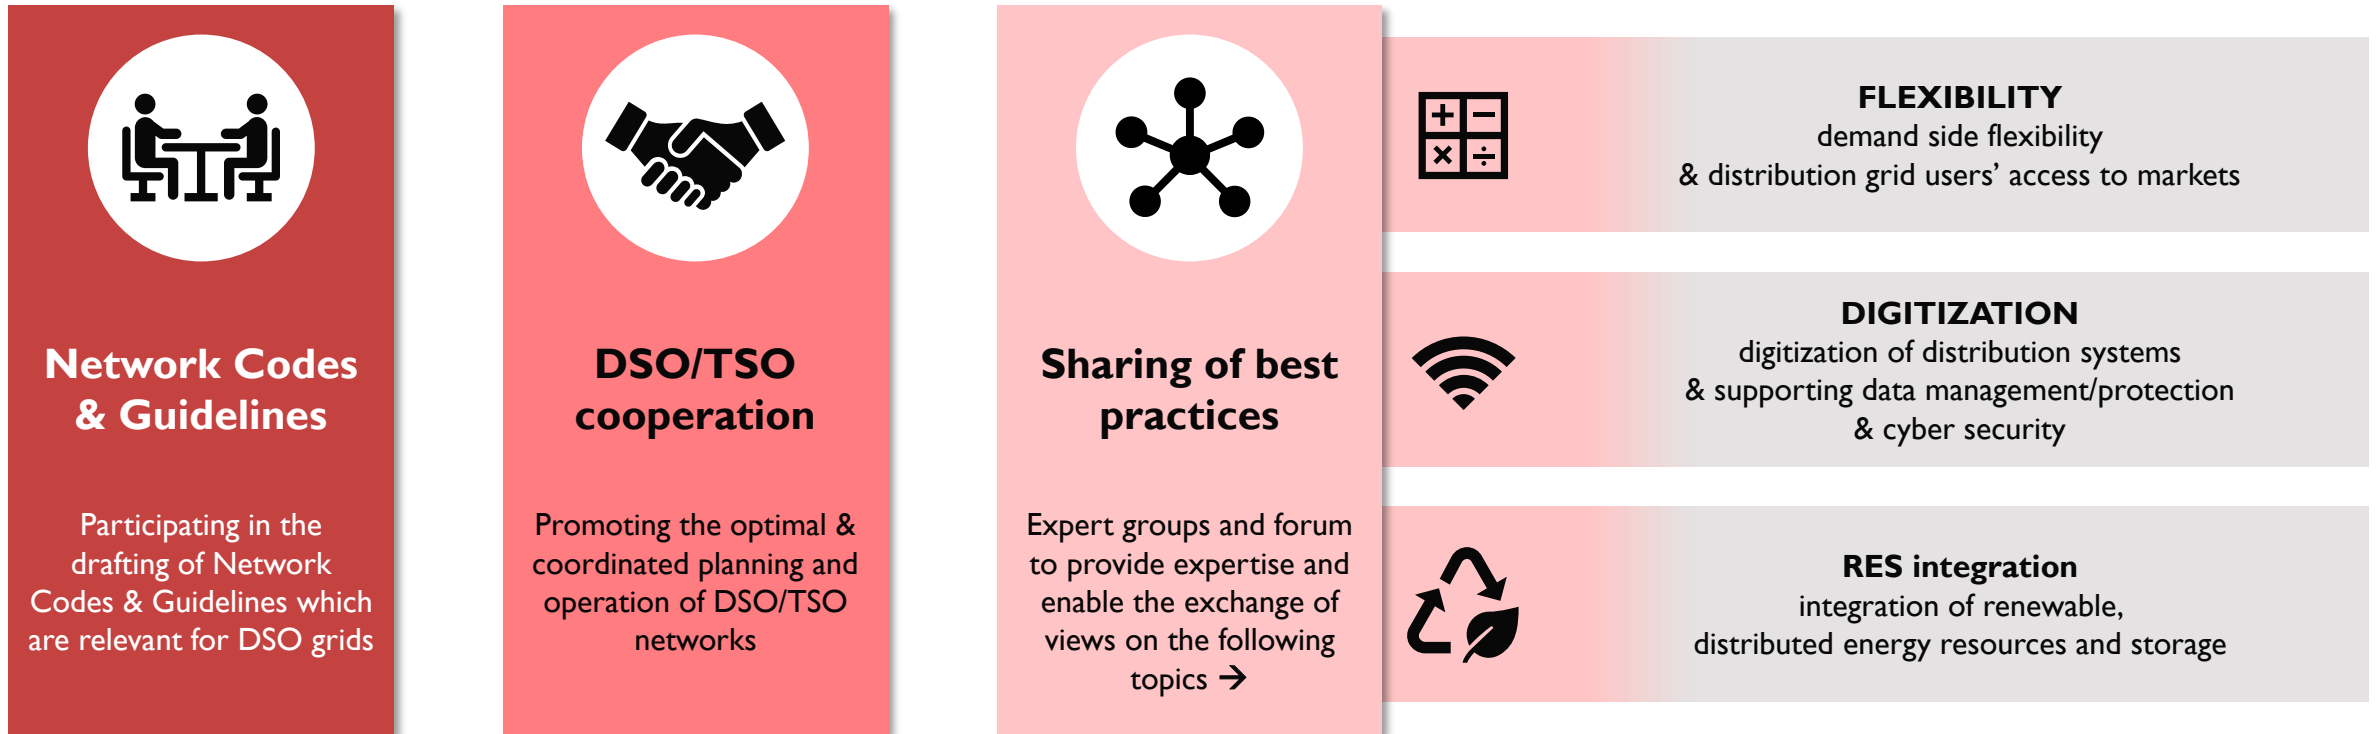 Network Codes
& Guidelines
Participating in the
drafting of Network
Codes & Guidelines which
are relevant for DSO grids
DSO/TSO
cooperation
Promoting the optimal &
coordinated planning and
operation of DSO/TSO
networks
Sharing of best
practices
Expert groups and forum
to provide expertise and
enable the exchange of
views on the following
topics →
FLEXIBILITY
demand side flexibility
& distribution grid users’ access to markets
DIGITIZATION
digitization of distribution systems
& supporting data management/protection
& cyber security
RES integration
integration of renewable,
distributed energy resources and storage